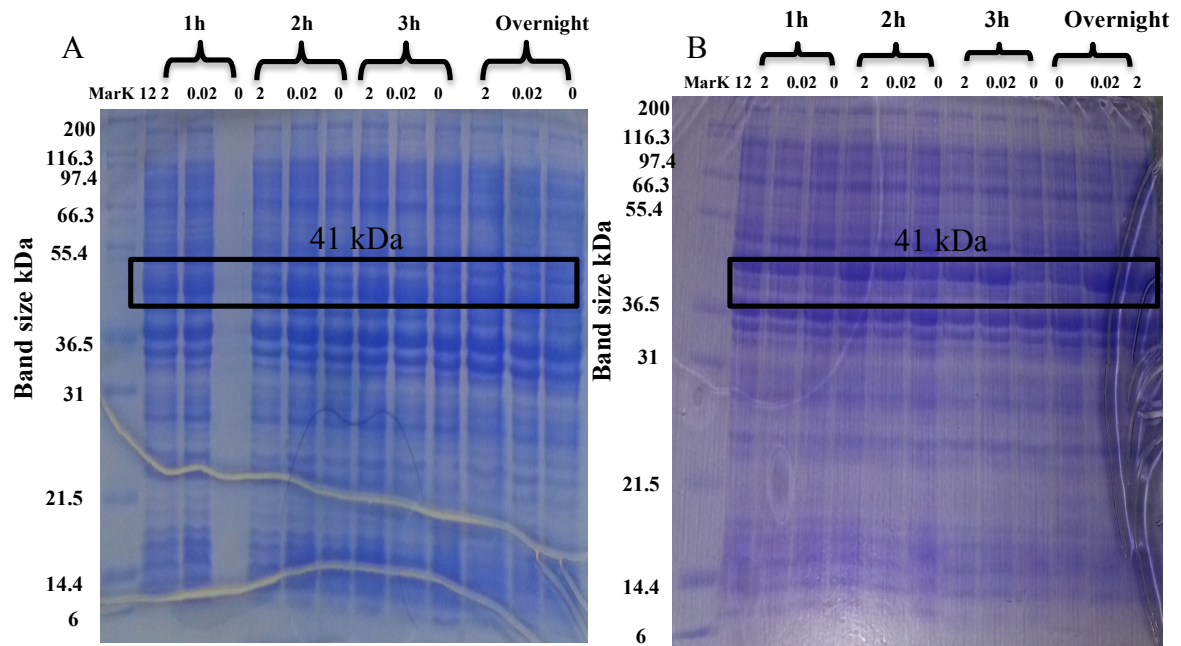 1h 2h 3h Overnight
A
MarK 12 2 0.02 0 2 0.02 0 2 0.02 0 2 0.02 0
200
116.3
97.4
66.3
55.4
36.5
31
21.5
14.4
6
Band size kDa
41 kDa
1h 2h 3h Overnight
B
MarK 12 2 0.02 0 2 0.02 0 2 0.02 0 0 0.02 2
200
116.3
97.4
66.3
55.4
36.5
31
21.5
14.4
6
Band size kDa
41 kDa